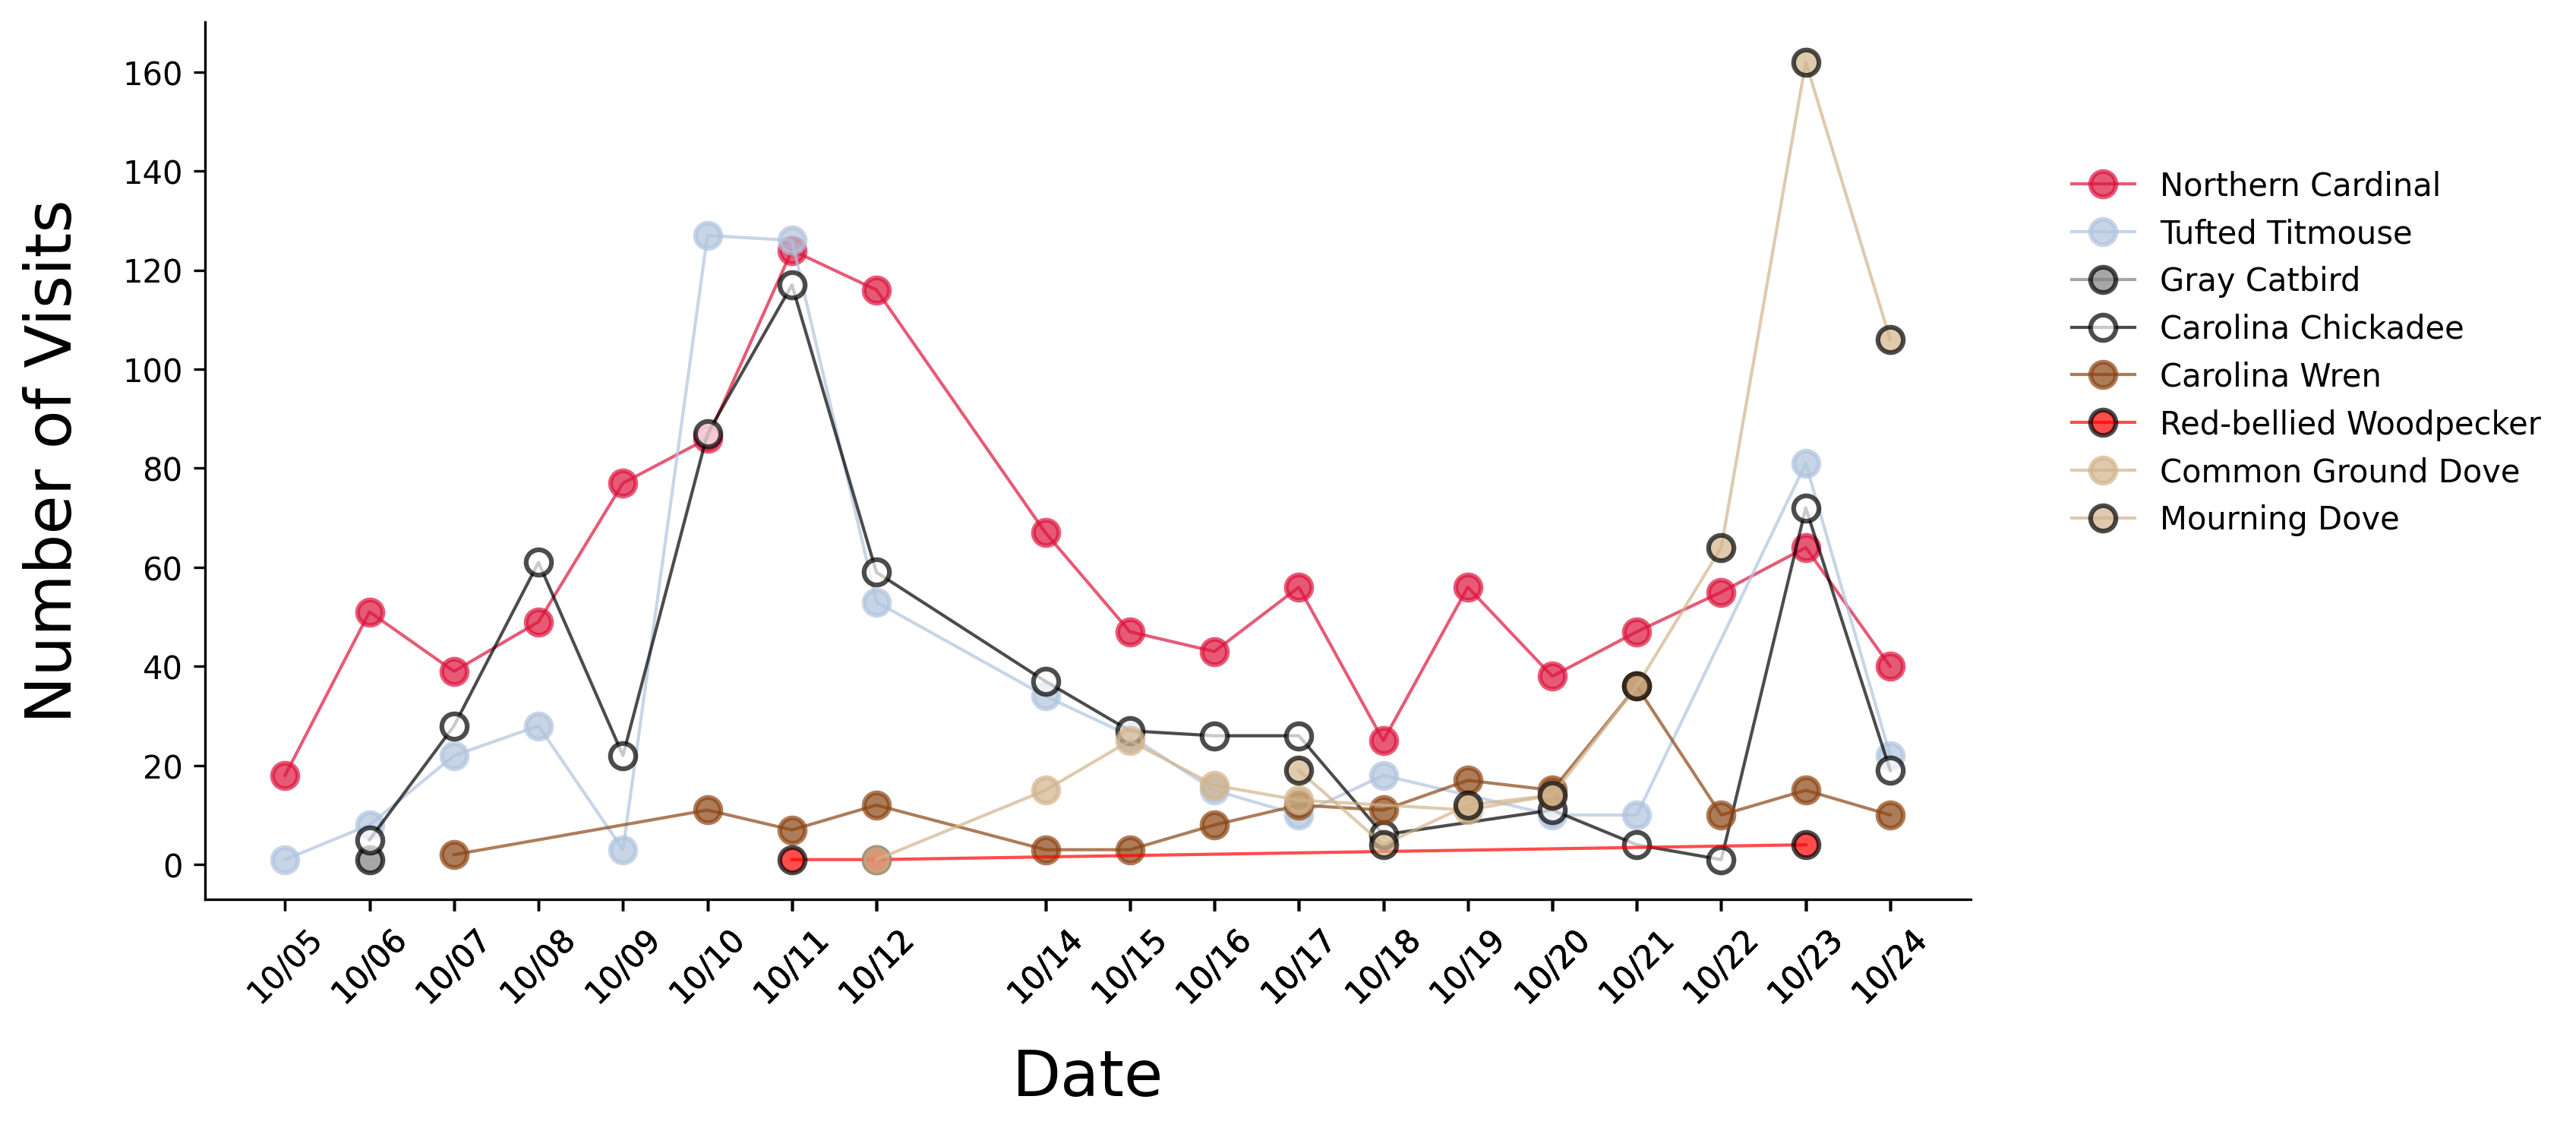 Number of Visits
160
140
120
100
80
60
40
20
0
10/05
10/06
10/07
10/08
10/09
10/10
10/11
10/12
10/14
10/15
10/16
10/17
10/18
10/19
10/20
10/21
10/22
10/23
10/24
Date
Northern Cardinal
Tufted Titmouse
Gray Catbird
Carolina Chickadee
Carolina Wren
Red-bellied Woodpecker
Common Ground Dove
Mourning Dove